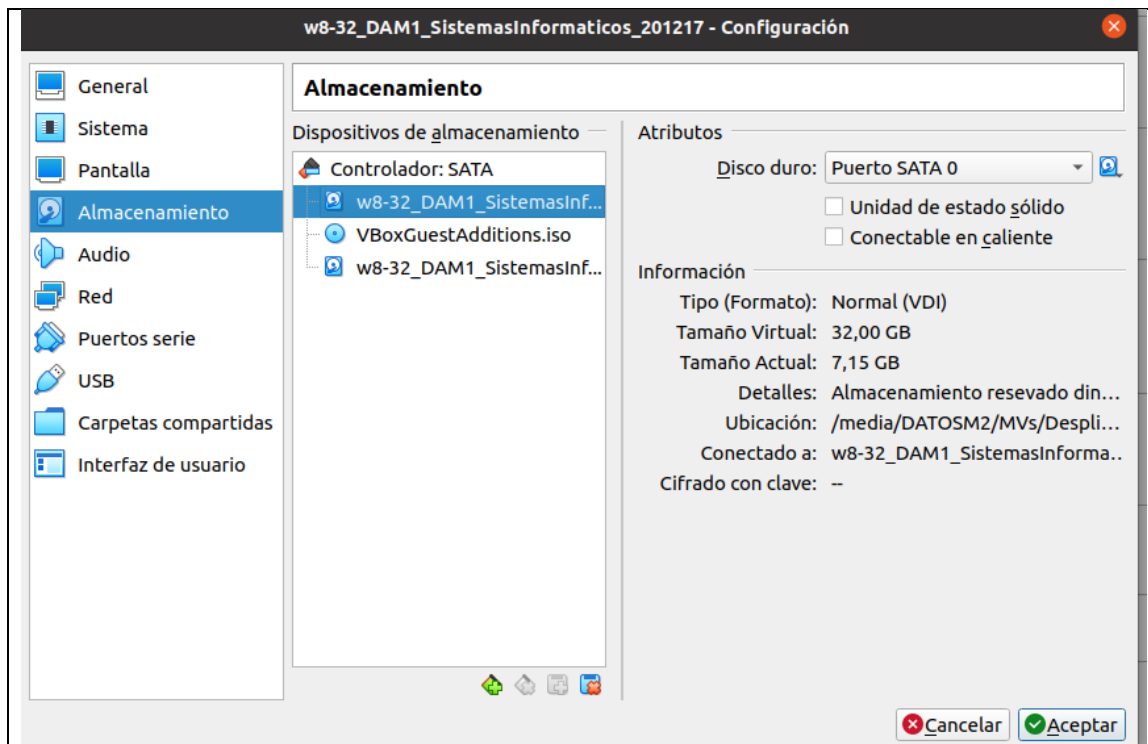 w8-32_DAM1_SistemasInformaticos_201217 - Configuración
General
Sistema
Pantalla
Almacenamiento
Audio
Red
Puertos serie
USB
Carpetas compartidas
Interfaz de usuario
Almacenamiento
Dispositivos de almacenamiento
Controlador: SATA
w8-32_DAM1_SistemasInf...
VBoxGuestAdditions.iso
w8-32_DAM1_SistemasInf...
Atributos
Disco duro: Puerto SATA 0
Unidad de estado sólido
Conectable en caliente
Información
Tipo (Formato): Normal (VDI)
Tamaño Virtual: 32,00 GB
Tamaño Actual: 7,15 GB
Detalles: Almacenamiento resevado din...
Ubicación: /media/DATOSM2/MVs/Despli...
Conectado a: w8-32_DAM1_SistemasInforma..
Cifrado con clave: --
Cancelar
Aceptar